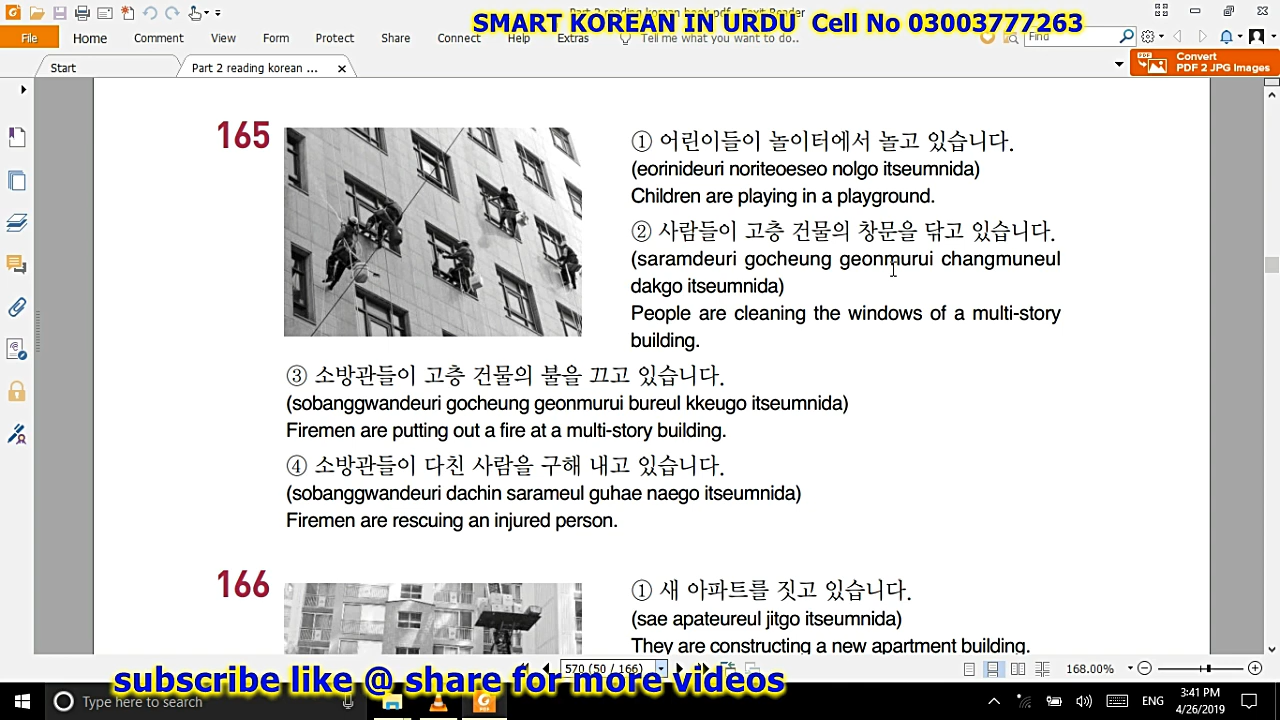 Part 2 reading korean book.pdf - Foxit Reader
SMART KOREAN IN URDU Cell No 03003777263
File Home Comment View Form Protect Share Connect Help Extras Tell me what you want to do.. Find
Start Part 2 reading korean ...
Convert
PDF 2 JPG Images
165
① 어린이들이 놀이터에서 놀고 있습니다.
(eorinideuri noriteoeseo nolgo itseumnida)
Children are playing in a playground.
② 사람들이 고층 건물의 창문을 닦고 있습니다.
(saramdeuri gocheung geonmurui changmuneul
dakgo itseumnida)
People are cleaning the windows of a multi-story
building.
③ 소방관들이 고층 건물의 불을 끄고 있습니다.
(sobanggwandeuri gocheung geonmurui bureul kkeugo itseumnida)
Firemen are putting out a fire at a multi-story building.
④ 소방관들이 다친 사람을 구해 내고 있습니다.
(sobanggwandeuri dachin sarameul guhae naego itseumnida)
Firemen are rescuing an injured person.
166
① 새 아파트를 짓고 있습니다.
(sae apateureul jitgo itseumnida)
They are constructing a new apartment building.
570 (50 / 166)
168.00%
subscribe like @ share for more videos
Type here to search
ENG
3:41 PM
4/26/2019